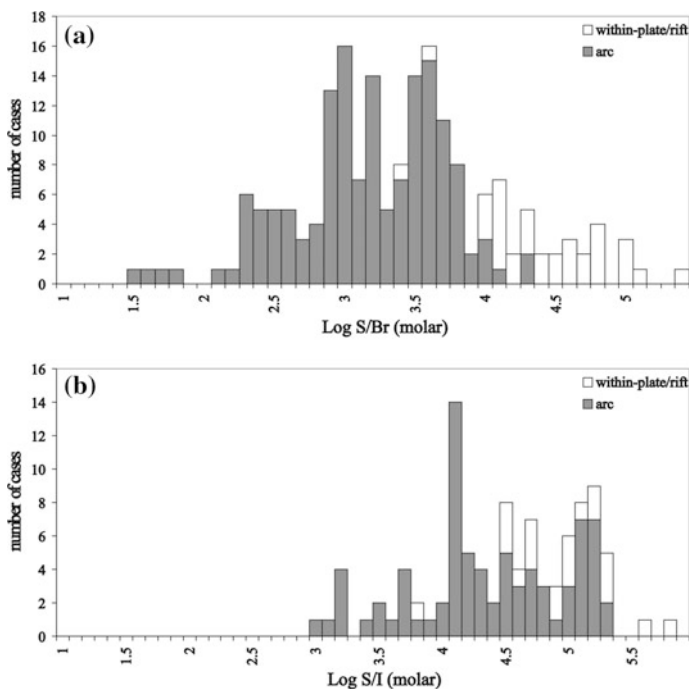 (a)
within-plate/rift
arc
number of cases
18
16
14
12
10
8
6
4
2
0
1 1.5 2 2.5 3 3.5 4 4.5 5
Log S/Br (molar)
(b)
within-plate/rift
arc
number of cases
16
14
12
10
8
6
4
2
0
1 1.5 2 2.5 3 3.5 4 4.5 5 5.5
Log S/I (molar)